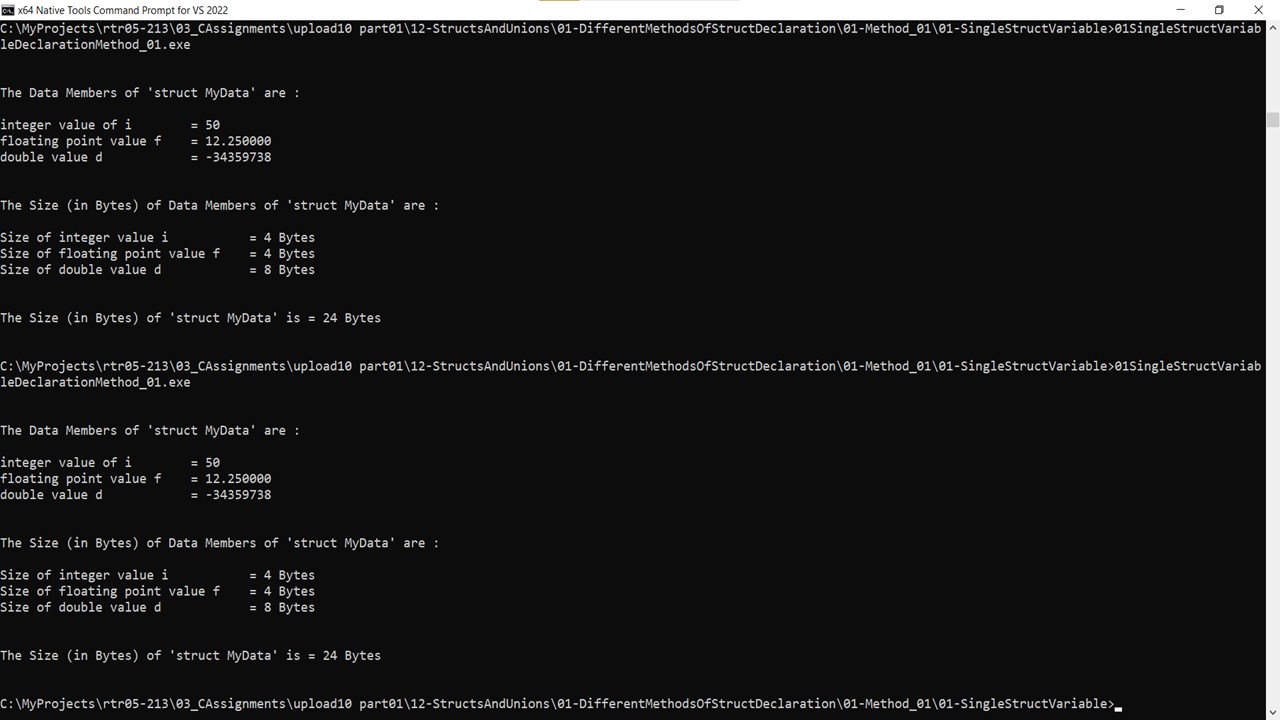 x64 Native Tools Command Prompt for VS 2022
C:\MyProjects\rtr05-213\03_CAssignments\upload10 part01\12-StructsAndUnions\01-DifferentMethodsOfStructDeclaration\01-Method_01\01-SingleStructVariable>01SingleStructVariab
leDeclarationMethod_01.exe
The Data Members of 'struct MyData' are :
integer value of i        = 50
floating point value f    = 12.250000
double value d            = -34359738
The Size (in Bytes) of Data Members of 'struct MyData' are :
Size of integer value i           = 4 Bytes
Size of floating point value f    = 4 Bytes
Size of double value d            = 8 Bytes
The Size (in Bytes) of 'struct MyData' is = 24 Bytes
C:\MyProjects\rtr05-213\03_CAssignments\upload10 part01\12-StructsAndUnions\01-DifferentMethodsOfStructDeclaration\01-Method_01\01-SingleStructVariable>01SingleStructVariab
leDeclarationMethod_01.exe
The Data Members of 'struct MyData' are :
integer value of i        = 50
floating point value f    = 12.250000
double value d            = -34359738
The Size (in Bytes) of Data Members of 'struct MyData' are :
Size of integer value i           = 4 Bytes
Size of floating point value f    = 4 Bytes
Size of double value d            = 8 Bytes
The Size (in Bytes) of 'struct MyData' is = 24 Bytes
C:\MyProjects\rtr05-213\03_CAssignments\upload10 part01\12-StructsAndUnions\01-DifferentMethodsOfStructDeclaration\01-Method_01\01-SingleStructVariable>